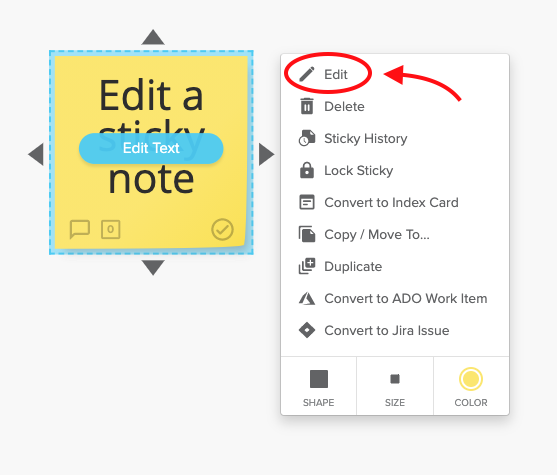 Edit a
sticky
Edit Text
note
0
Edit
Delete
Sticky History
Lock Sticky
Convert to Index Card
Copy / Move To...
Duplicate
Convert to ADO Work Item
Convert to Jira Issue
SHAPE
SIZE
COLOR